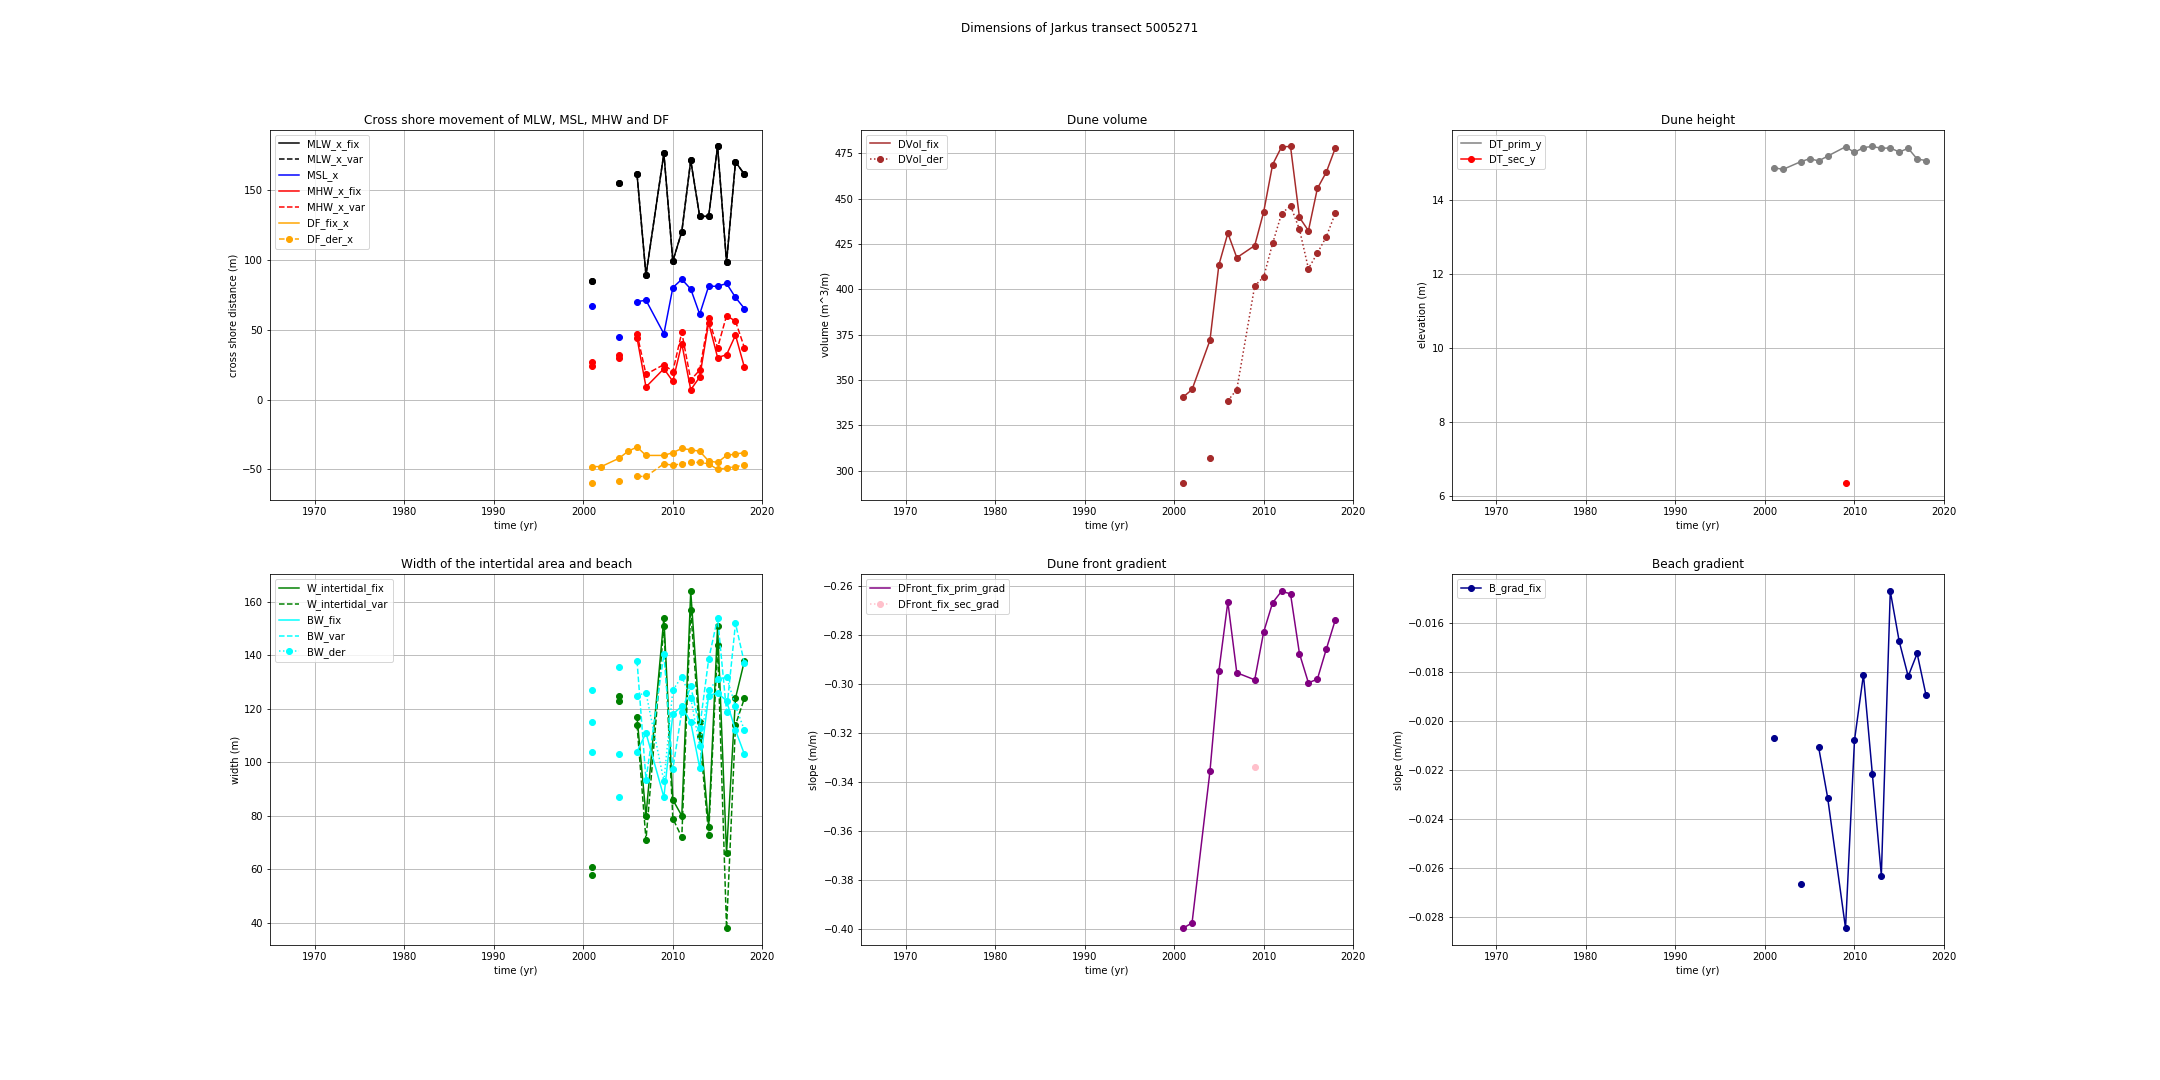 Dimensions of Jarkus transect 5005271
Cross shore movement of MLW, MSL, MHW and DF
MLW_x_fix
MLW_x_var
MSL_x
MHW_x_fix
MHW_x_var
DF_fix_x
DF_der_x
150
100
50
0
−50
cross shore distance (m)
1970 1980 1990 2000 2010 2020
time (yr)
Dune volume
DVol_fix
DVol_der
475
450
425
400
375
350
325
300
volume (m^3/m)
1970 1980 1990 2000 2010 2020
time (yr)
Dune height
DT_prim_y
DT_sec_y
14
12
10
8
6
elevation (m)
1970 1980 1990 2000 2010 2020
time (yr)
Width of the intertidal area and beach
W_intertidal_fix
W_intertidal_var
BW_fix
BW_var
BW_der
160
140
120
100
80
60
40
width (m)
1970 1980 1990 2000 2010 2020
time (yr)
Dune front gradient
DFront_fix_prim_grad
DFront_fix_sec_grad
−0.26
−0.28
−0.30
−0.32
−0.34
−0.36
−0.38
−0.40
slope (m/m)
1970 1980 1990 2000 2010 2020
time (yr)
Beach gradient
B_grad_fix
−0.016
−0.018
−0.020
−0.022
−0.024
−0.026
−0.028
slope (m/m)
1970 1980 1990 2000 2010 2020
time (yr)